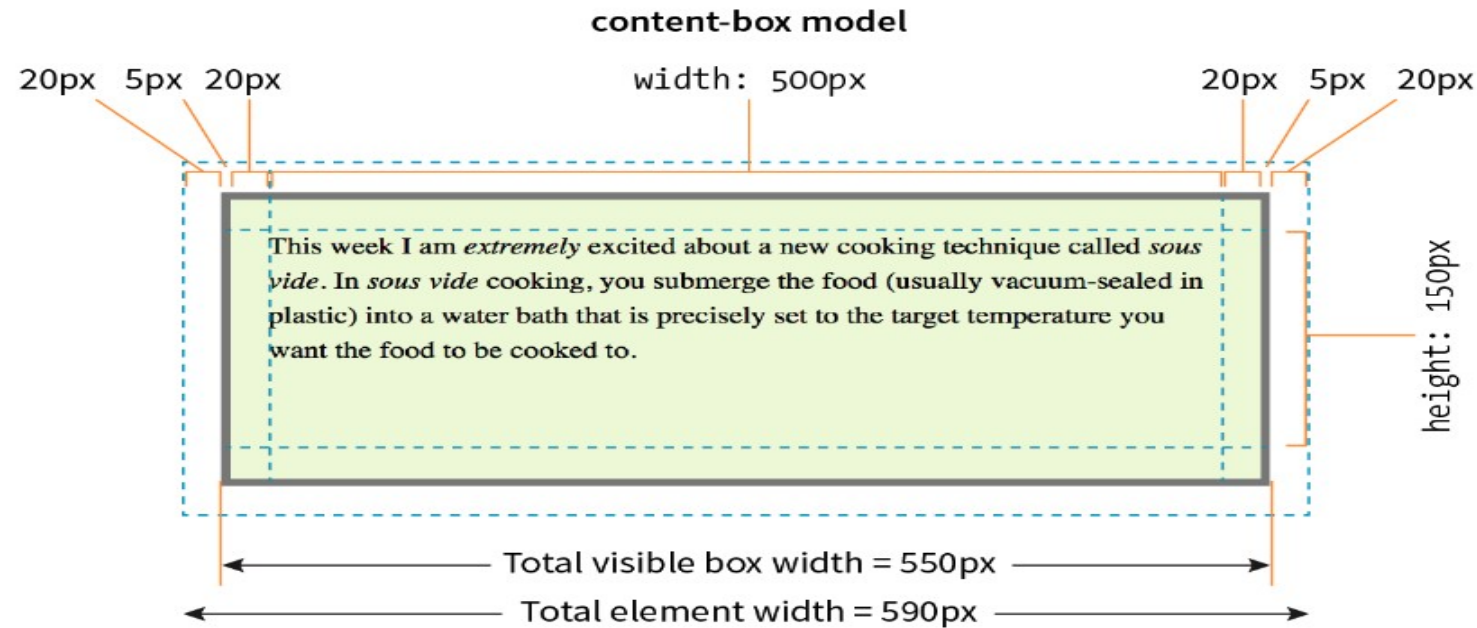 content-box model
20px 5px 20px width: 500px 20px 5px 20px
This week I am extremely excited about a new cooking technique called sous
vide. In sous vide cooking, you submerge the food (usually vacuum-sealed in
plastic) into a water bath that is precisely set to the target temperature you
want the food to be cooked to.
height: 150px
Total visible box width = 550px
Total element width = 590px